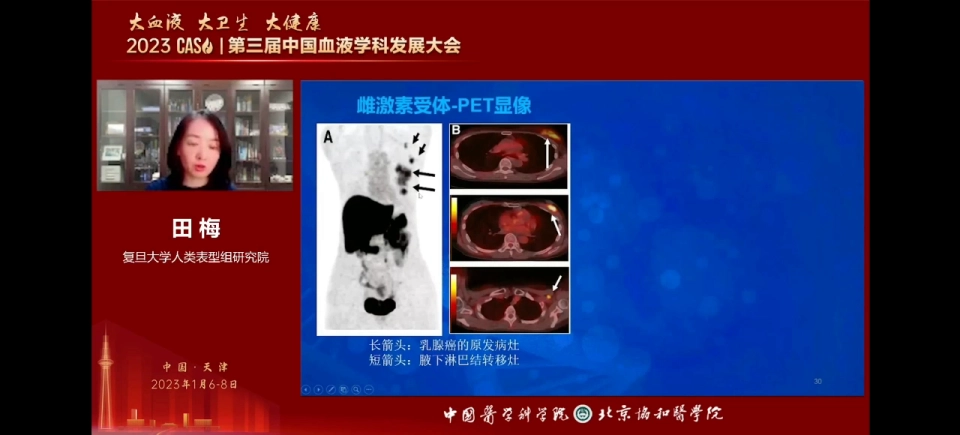 大血液 大卫生 大健康
2023 CASH | 第三届中国血液学科发展大会
田 梅
复旦大学人类表型组研究院
中国·天津
2023年1月6-8日
雌激素受体-PET显像
A
B
长箭头：乳腺癌的原发病灶
短箭头：腋下淋巴结转移灶
30
中国医学科学院 北京协和醫学院